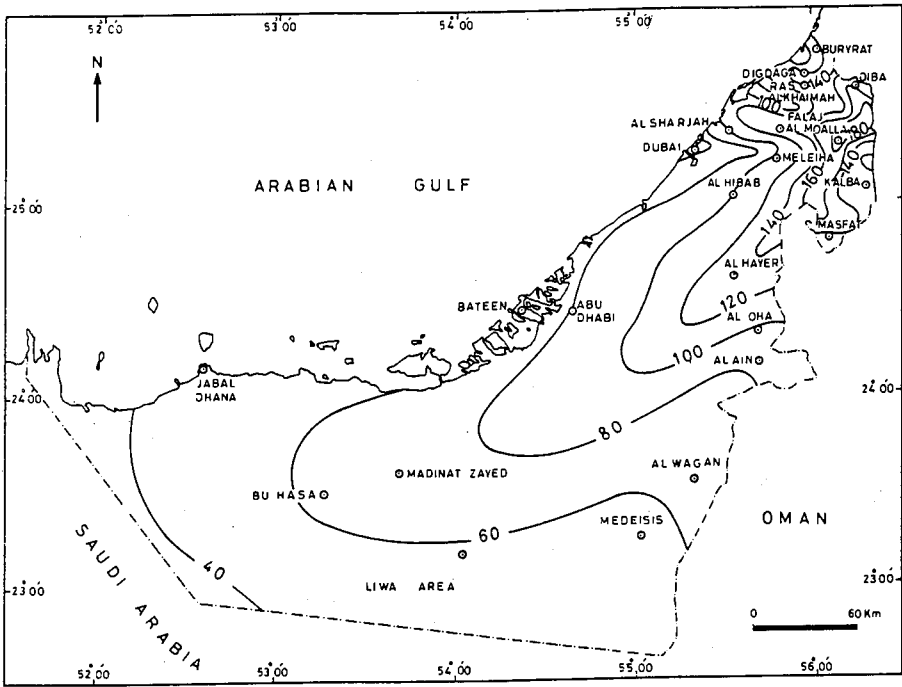 52°00'
53°00'
54°00'
55°00'
N
BURYRAT
DIGDAGA
RAS
ALKHAIMAH
140
DIBA
100
FALAJ
AL MOALLA
AL SHARJAH
DUBAI
MELEIHA
140
160
KALBA
ARABIAN GULF
AL HIBAB
25°00'
140
MASFAT
AL HAYER
120
BATEEN
ABU
DHABI
AL OHA
100
AL AIN
JABAL
DHANA
24°00'
24°00'
80
MADINAT ZAYED
AL WAGAN
BU HASA
60
MEDEISIS
OMAN
40
LIWA AREA
SAUDI ARABIA
23°00'
23°00'
0 60 Km
52°00'
53°00'
54°00'
55°00'
56°00'